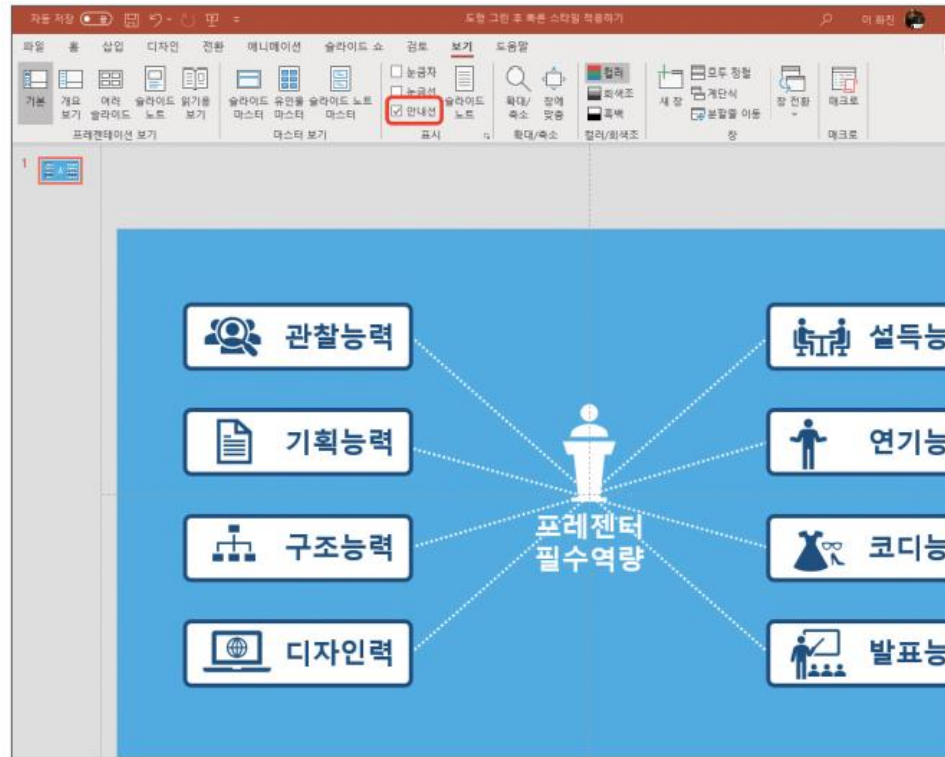 자동 저장
도형 그린 후 빠른 스타일 적용하기
이 화진
파일 홈 삽입 디자인 전환 애니메이션 슬라이드 쇼 검토 보기 도움말
기본
개요 보기
여러 슬라이드
슬라이드 노트
읽기용 보기
프레젠테이션 보기
슬라이드 마스터
유인물 마스터
슬라이드 노트 마스터
마스터 보기
눈금자
눈금선
안내선
슬라이드 노트
표시
확대/축소
창에 맞춤
확대/축소
컬러
회색조
흑백
컬러/회색조
새 창
모두 정렬
계단식
분할줄 이동
창
창 전환
매크로
매크로
1
관찰능력
기획능력
구조능력
디자인력
프레젠터
필수역량
설득능
연기능
코디능
발표능